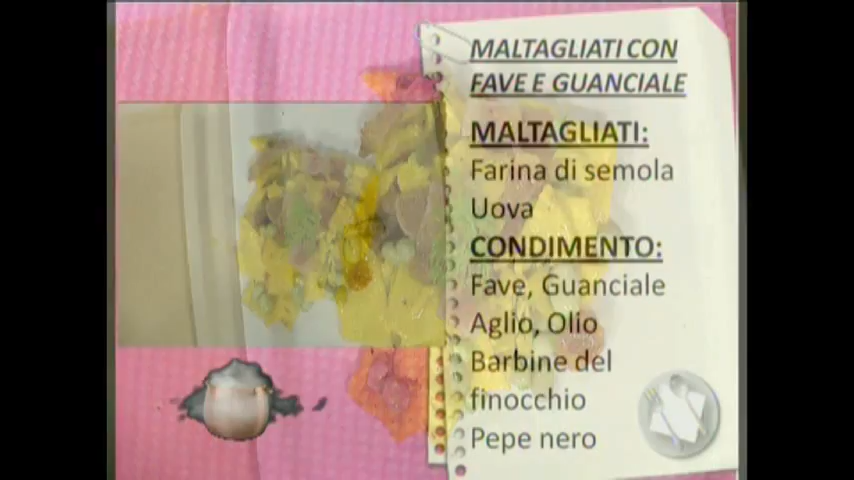 MALTAGLIATI CON
FAVE E GUANCIALE
MALTAGLIATI:
Farina di semola
Uova
CONDIMENTO:
Fave, Guanciale
Aglio, Olio
Barbine del
finocchio
Pepe nero